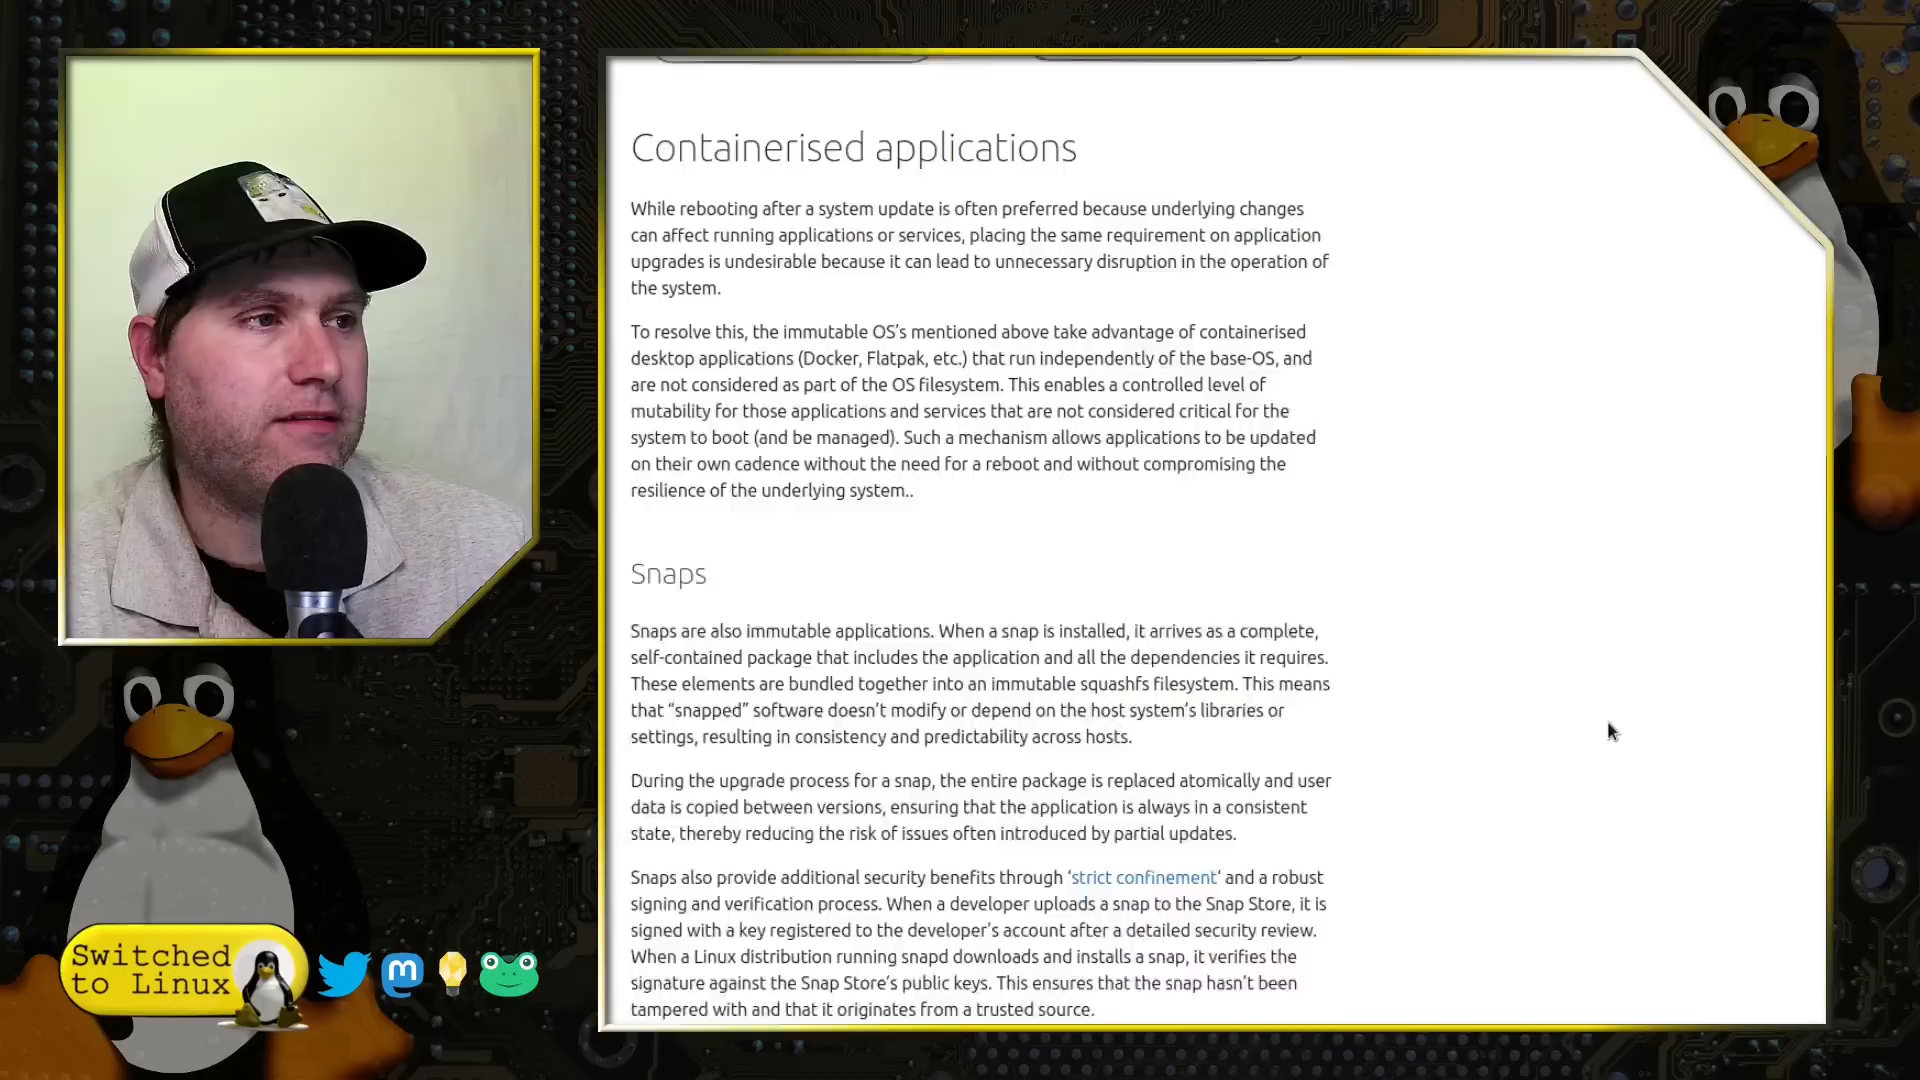 Containerised applications
While rebooting after a system update is often preferred because underlying changes
can affect running applications or services, placing the same requirement on application
upgrades is undesirable because it can lead to unnecessary disruption in the operation of
the system.
To resolve this, the immutable OS’s mentioned above take advantage of containerised
desktop applications (Docker, Flatpak, etc.) that run independently of the base-OS, and
are not considered as part of the OS filesystem. This enables a controlled level of
mutability for those applications and services that are not considered critical for the
system to boot (and be managed). Such a mechanism allows applications to be updated
on their own cadence without the need for a reboot and without compromising the
resilience of the underlying system..
Snaps
Snaps are also immutable applications. When a snap is installed, it arrives as a complete,
self-contained package that includes the application and all the dependencies it requires.
These elements are bundled together into an immutable squashfs filesystem. This means
that “snapped” software doesn’t modify or depend on the host system’s libraries or
settings, resulting in consistency and predictability across hosts.
During the upgrade process for a snap, the entire package is replaced atomically and user
data is copied between versions, ensuring that the application is always in a consistent
state, thereby reducing the risk of issues often introduced by partial updates.
Snaps also provide additional security benefits through ‘strict confinement‘ and a robust
signing and verification process. When a developer uploads a snap to the Snap Store, it is
signed with a key registered to the developer’s account after a detailed security review.
When a Linux distribution running snapd downloads and installs a snap, it verifies the
signature against the Snap Store’s public keys. This ensures that the snap hasn’t been
tampered with and that it originates from a trusted source.
Switched
to Linux
m